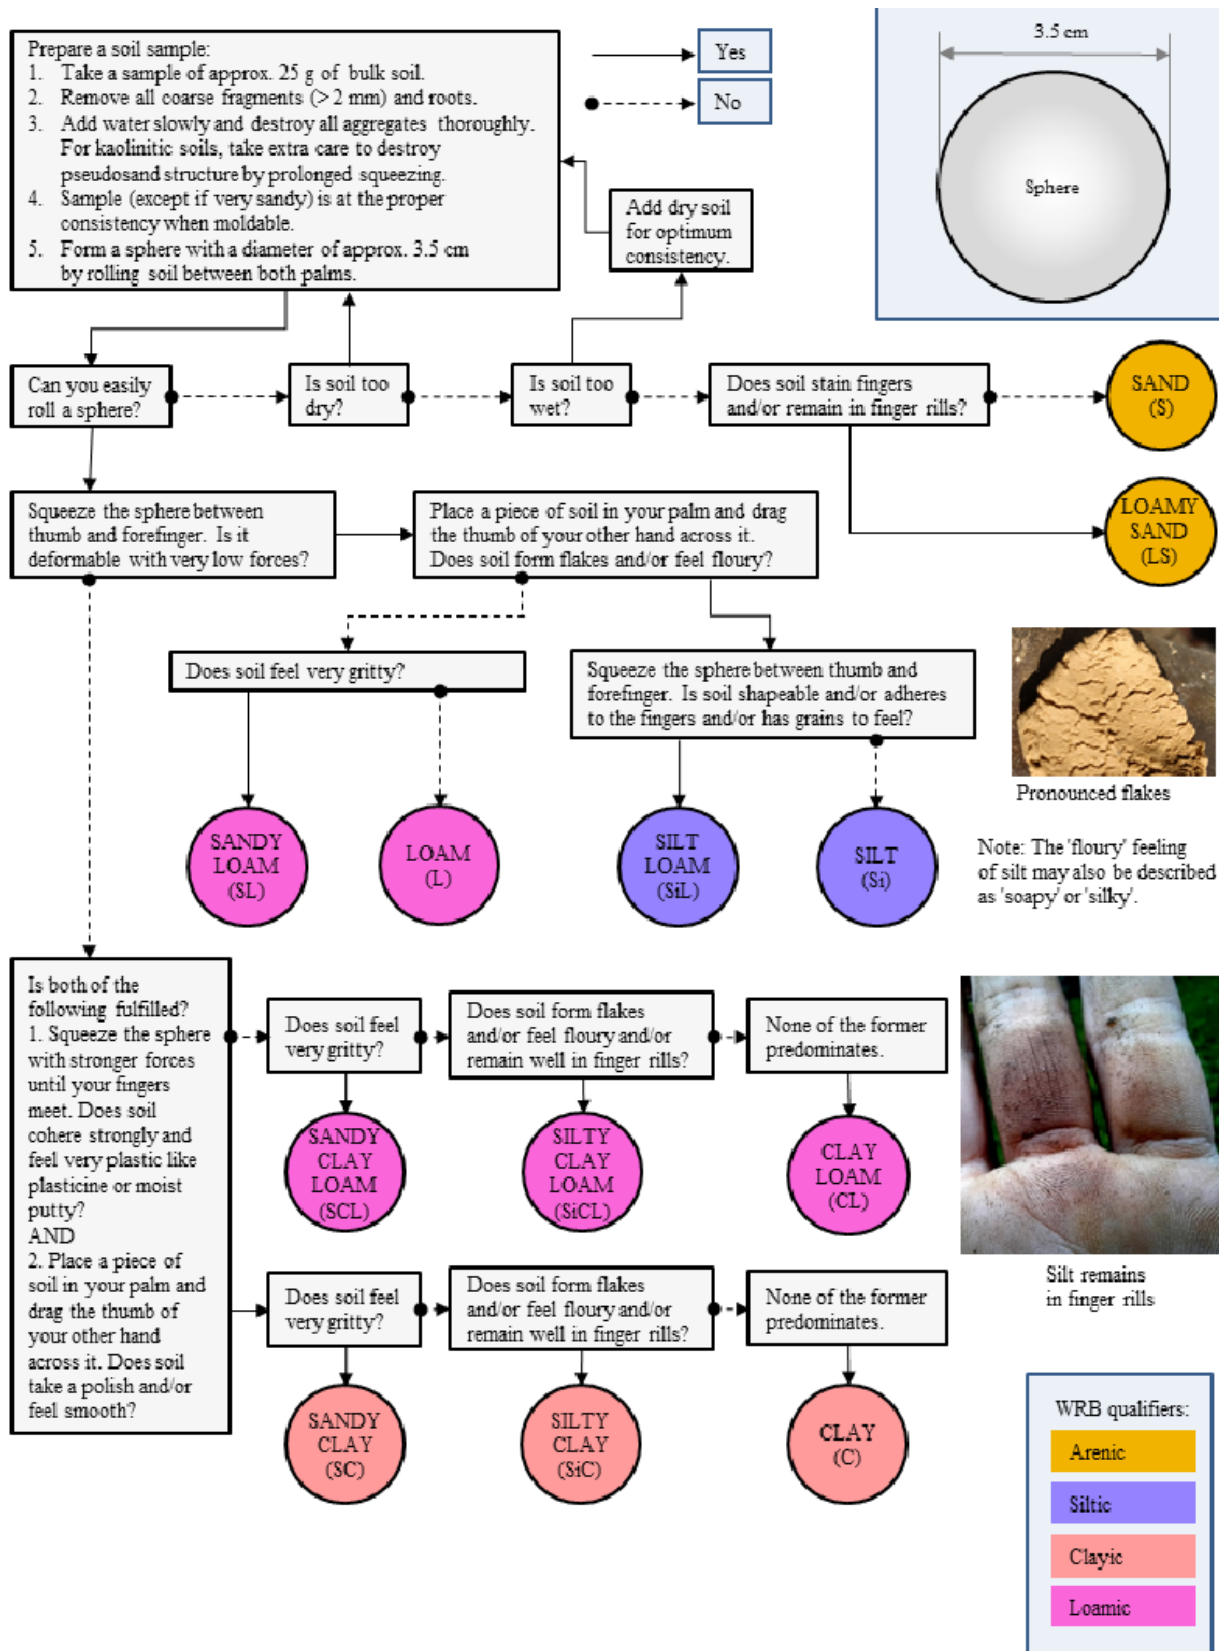 Prepare a soil sample:
1. Take a sample of approx. 25 g of bulk soil.
2. Remove all coarse fragments (> 2 mm) and roots.
3. Add water slowly and destroy all aggregates thoroughly.
For kaolinitic soils, take extra care to destroy
pseudosand structure by prolonged squeezing.
4. Sample (except if very sandy) is at the proper
consistency when moldable.
5. Form a sphere with a diameter of approx. 3.5 cm
by rolling soil between both palms.
Yes
No
3.5 cm
Sphere
Add dry soil
for optimum
consistency.
Can you easily
roll a sphere?
Is soil too
dry?
Is soil too
wet?
Does soil stain fingers
and/or remain in finger rills?
SAND
(S)
Squeeze the sphere between
thumb and forefinger. Is it
deformable with very low forces?
Place a piece of soil in your palm and drag
the thumb of your other hand across it.
Does soil form flakes and/or feel floury?
LOAMY
SAND
(LS)
Does soil feel very gritty?
Squeeze the sphere between thumb and
forefinger. Is soil shapeable and/or adheres
to the fingers and/or has grains to feel?
Pronounced flakes
SANDY
LOAM
(SL)
LOAM
(L)
SILT
LOAM
(SiL)
SILT
(Si)
Note: The 'floury' feeling
of silt may also be described
as 'soapy' or 'silky'.
Is both of the
following fulfilled?
1. Squeeze the sphere
with stronger forces
until your fingers
meet. Does soil
cohere strongly and
feel very plastic like
plasticine or moist
putty?
AND
2. Place a piece of
soil in your palm and
drag the thumb of
your other hand
across it. Does soil
take a polish and/or
feel smooth?
Does soil feel
very gritty?
Does soil form flakes
and/or feel floury and/or
remain well in finger rills?
None of the former
predominates.
SANDY
CLAY
LOAM
(SCL)
SILTY
CLAY
LOAM
(SiCL)
CLAY
LOAM
(CL)
Silt remains
in finger rills
Does soil feel
very gritty?
Does soil form flakes
and/or feel floury and/or
remain well in finger rills?
None of the former
predominates.
SANDY
CLAY
(SC)
SILTY
CLAY
(SiC)
CLAY
(C)
WRB qualifiers:
Arenic
Siltic
Clayic
Loamic